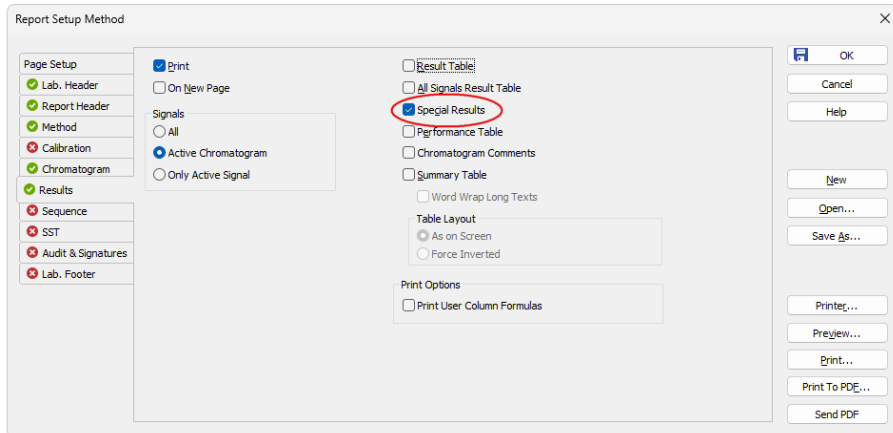 Report Setup Method
Page Setup
Lab. Header
Report Header
Method
Calibration
Chromatogram
Results
Sequence
SST
Audit & Signatures
Lab. Footer
Print
On New Page
Signals
All
Active Chromatogram
Only Active Signal
Result Table
All Signals Result Table
Special Results
Performance Table
Chromatogram Comments
Summary Table
Word Wrap Long Texts
Table Layout
As on Screen
Force Inverted
Print Options
Print User Column Formulas
OK
Cancel
Help
New
Open...
Save As...
Printer...
Preview...
Print...
Print To PDF...
Send PDF